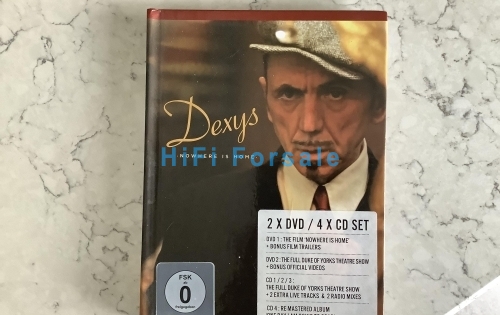 Dexys
HiFi Forsale
NOWHERE IS HOME
2 X DVD / 4 X CD SET
DVD 1 : THE FILM 'NOWHERE IS HOME'
+ BONUS FILM TRAILERS
DVD 2: THE FULL DUKE OF YORKS THEATRE SHOW
+ BONUS OFFICIAL VIDEOS
CD 1 / 2 / 3 :
THE FULL DUKE OF YORKS THEATRE SHOW
+ 2 EXTRA LIVE TRACKS & 2 RADIO MIXES
CD 4 : RE MASTERED ALBUM
FSK
ab
0
freigegeben